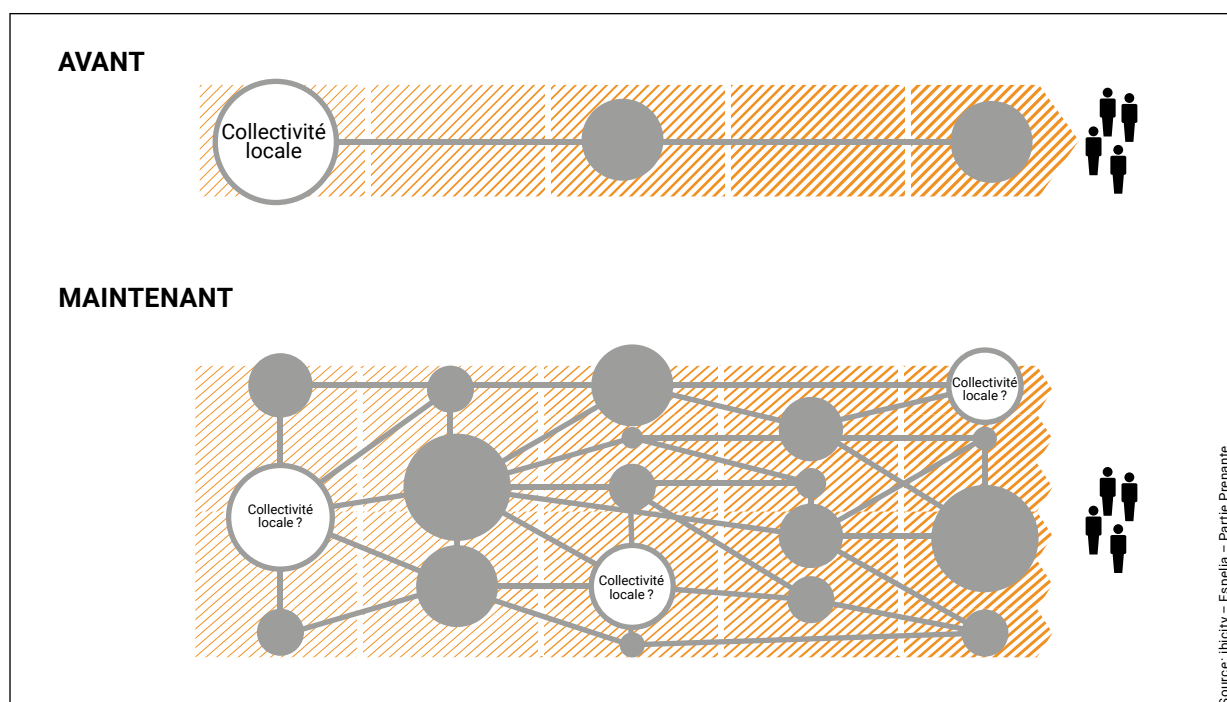 AVANT
Collectivité
locale
MAINTENANT
Collectivité
locale ?
Collectivité
locale ?
Collectivité
locale ?
Source: ibicity – Espelia – Partie Prenante